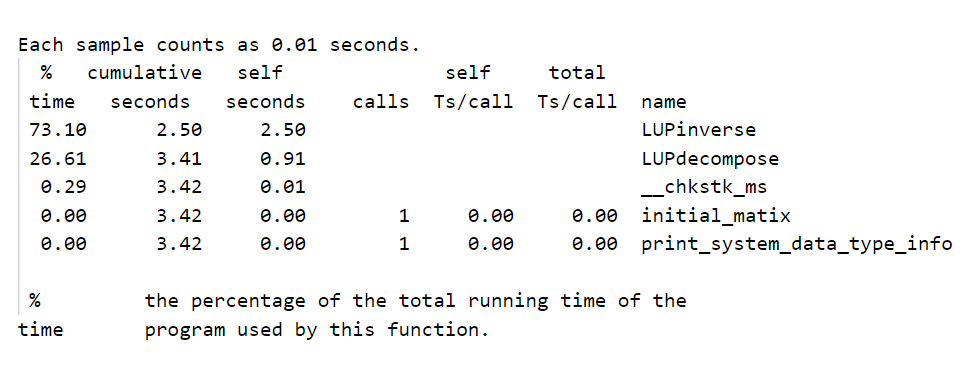 Each sample counts as 0.01 seconds.
% cumulative self self total
time seconds seconds calls Ts/call Ts/call name
73.10 2.50 2.50 LUPinverse
26.61 3.41 0.91 LUPdecompose
0.29 3.42 0.01 __chkstk_ms
0.00 3.42 0.00 1 0.00 0.00 initial_matix
0.00 3.42 0.00 1 0.00 0.00 print_system_data_type_info
% the percentage of the total running time of the
time program used by this function.